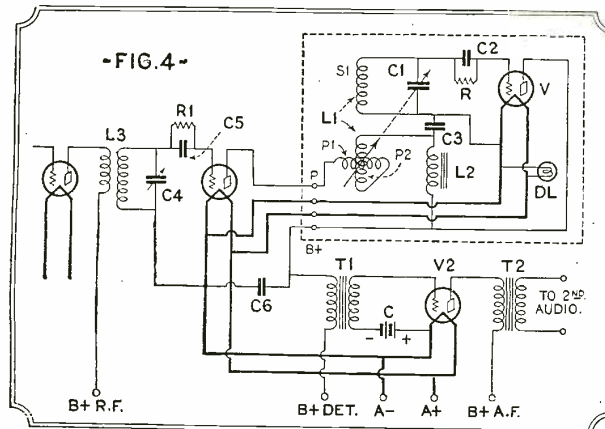 -FIG.4-
S1
C1
C2
R
V
L1
C3
P1
P2
L2
DL
R1
C5
L3
C4
P
B+
C6
T1
V2
T2
C
- +
TO 2ND.
AUDIO.
B+ R.F.
B+ DET.
A-
A+
B+ A.F.